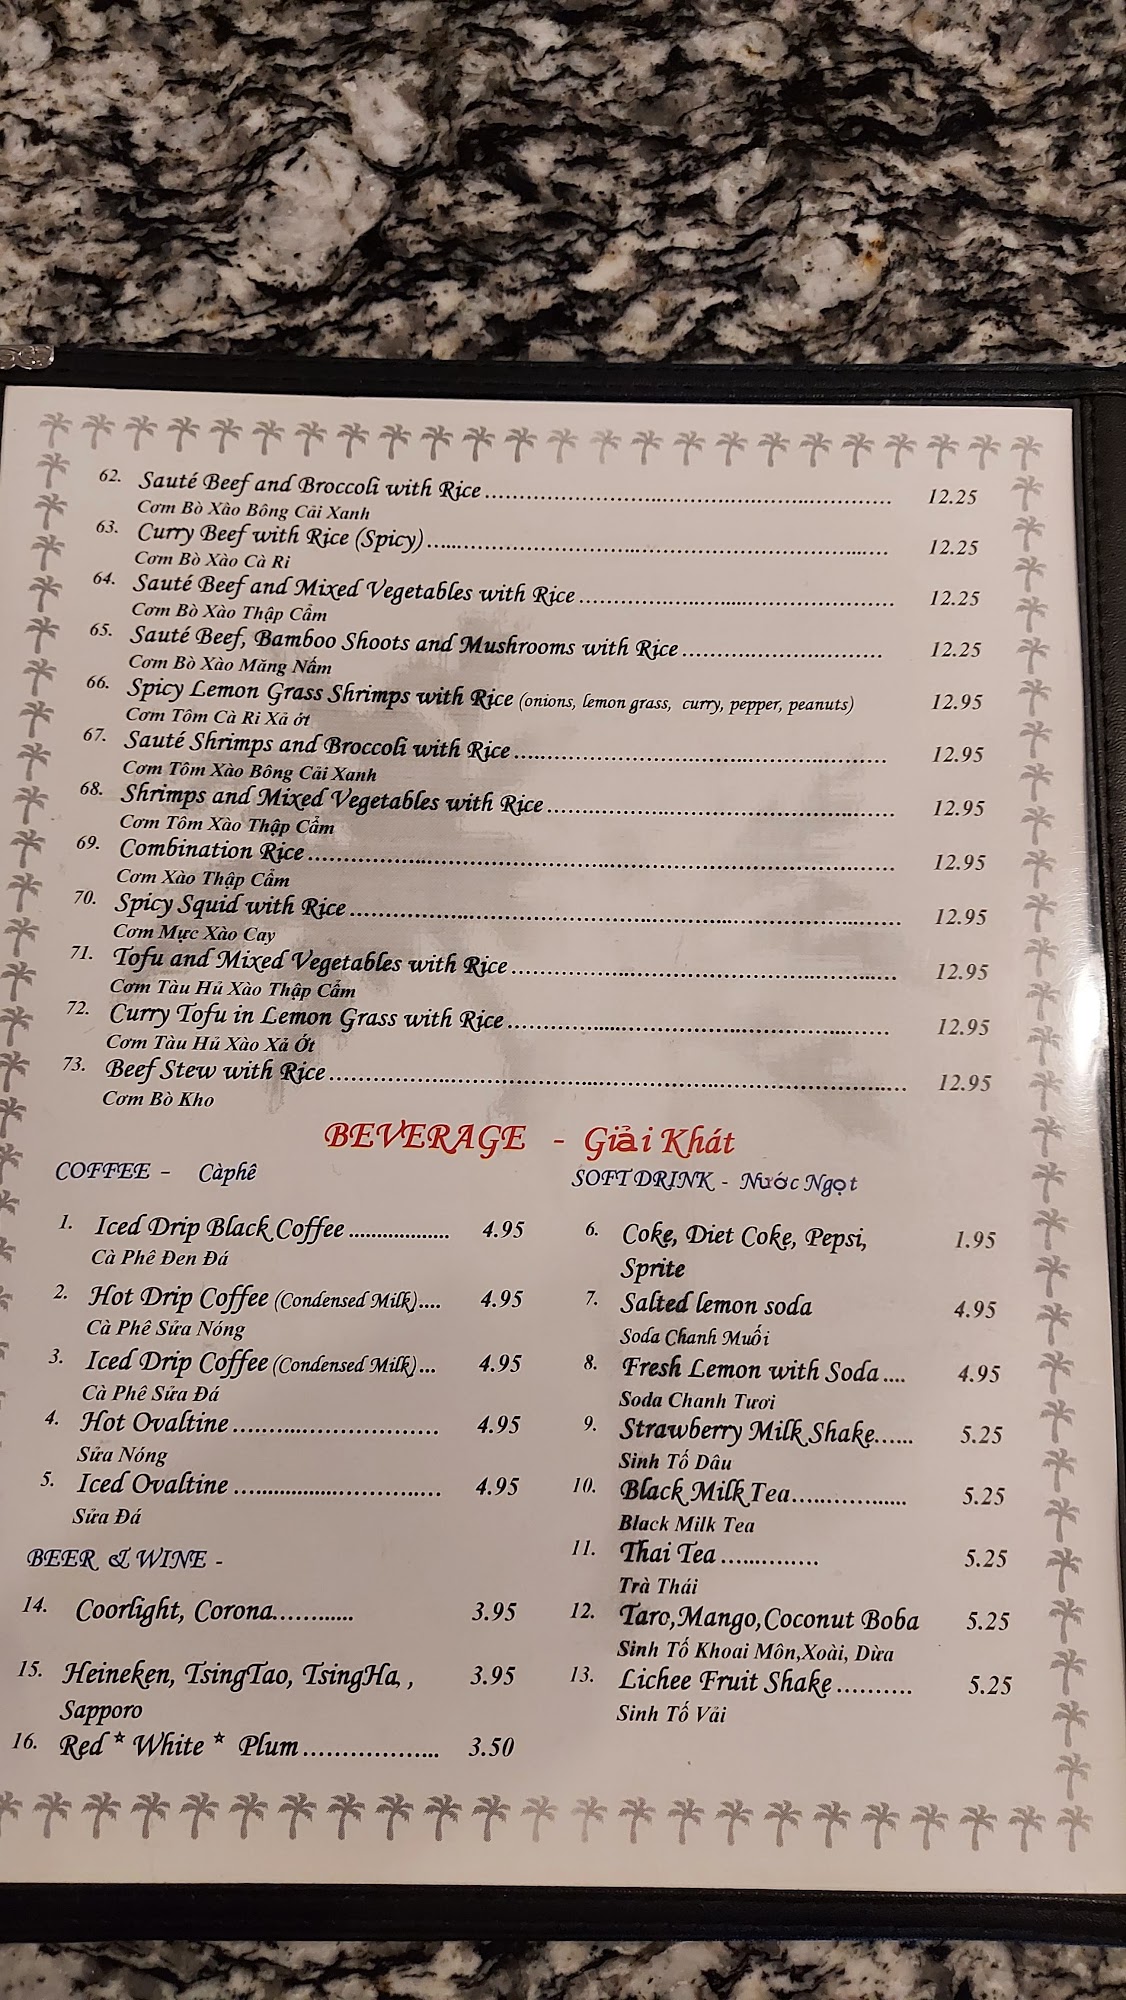 62. Sauté Beef and Broccoli with Rice 12.25
Cơm Bò Xào Bông Cải Xanh
63. Curry Beef with Rice (Spicy) 12.25
Cơm Bò Xào Cà Ri
64. Sauté Beef and Mixed Vegetables with Rice 12.25
Cơm Bò Xào Thập Cẩm
65. Sauté Beef, Bamboo Shoots and Mushrooms with Rice 12.25
Cơm Bò Xào Măng Nấm
66. Spicy Lemon Grass Shrimps with Rice (onions, lemon grass, curry, pepper, peanuts) 12.95
Cơm Tôm Cà Ri Xả ớt
67. Sauté Shrimps and Broccoli with Rice 12.95
Cơm Tôm Xào Bông Cải Xanh
68. Shrimps and Mixed Vegetables with Rice 12.95
Cơm Tôm Xào Thập Cẩm
69. Combination Rice 12.95
Cơm Xào Thập Cẩm
70. Spicy Squid with Rice 12.95
Cơm Mực Xào Cay
71. Tofu and Mixed Vegetables with Rice 12.95
Cơm Tàu Hủ Xào Thập Cẩm
72. Curry Tofu in Lemon Grass with Rice 12.95
Cơm Tàu Hủ Xào Xả Ớt
73. Beef Stew with Rice 12.95
Cơm Bò Kho
BEVERAGE - Giải Khát
COFFEE - Càphê
1. Iced Drip Black Coffee 4.95
Cà Phê Đen Đá
2. Hot Drip Coffee (Condensed Milk) 4.95
Cà Phê Sửa Nóng
3. Iced Drip Coffee (Condensed Milk) 4.95
Cà Phê Sửa Đá
4. Hot Ovaltine 4.95
Sửa Nóng
5. Iced Ovaltine 4.95
Sửa Đá
BEER & WINE -
14. Coorlight, Corona 3.95
15. Heineken, TsingTao, TsingHa, , 3.95
Sapporo
16. Red * White * Plum 3.50
SOFT DRINK - Nước Ngọt
6. Coke, Diet Coke, Pepsi, 1.95
Sprite
7. Salted lemon soda 4.95
Soda Chanh Muối
8. Fresh Lemon with Soda 4.95
Soda Chanh Tươi
9. Strawberry Milk Shake 5.25
Sinh Tố Dâu
10. Black Milk Tea 5.25
Black Milk Tea
11. Thai Tea 5.25
Trà Thái
12. Taro,Mango,Coconut Boba 5.25
Sinh Tố Khoai Môn,Xoài, Dừa
13. Lichee Fruit Shake 5.25
Sinh Tố Vải